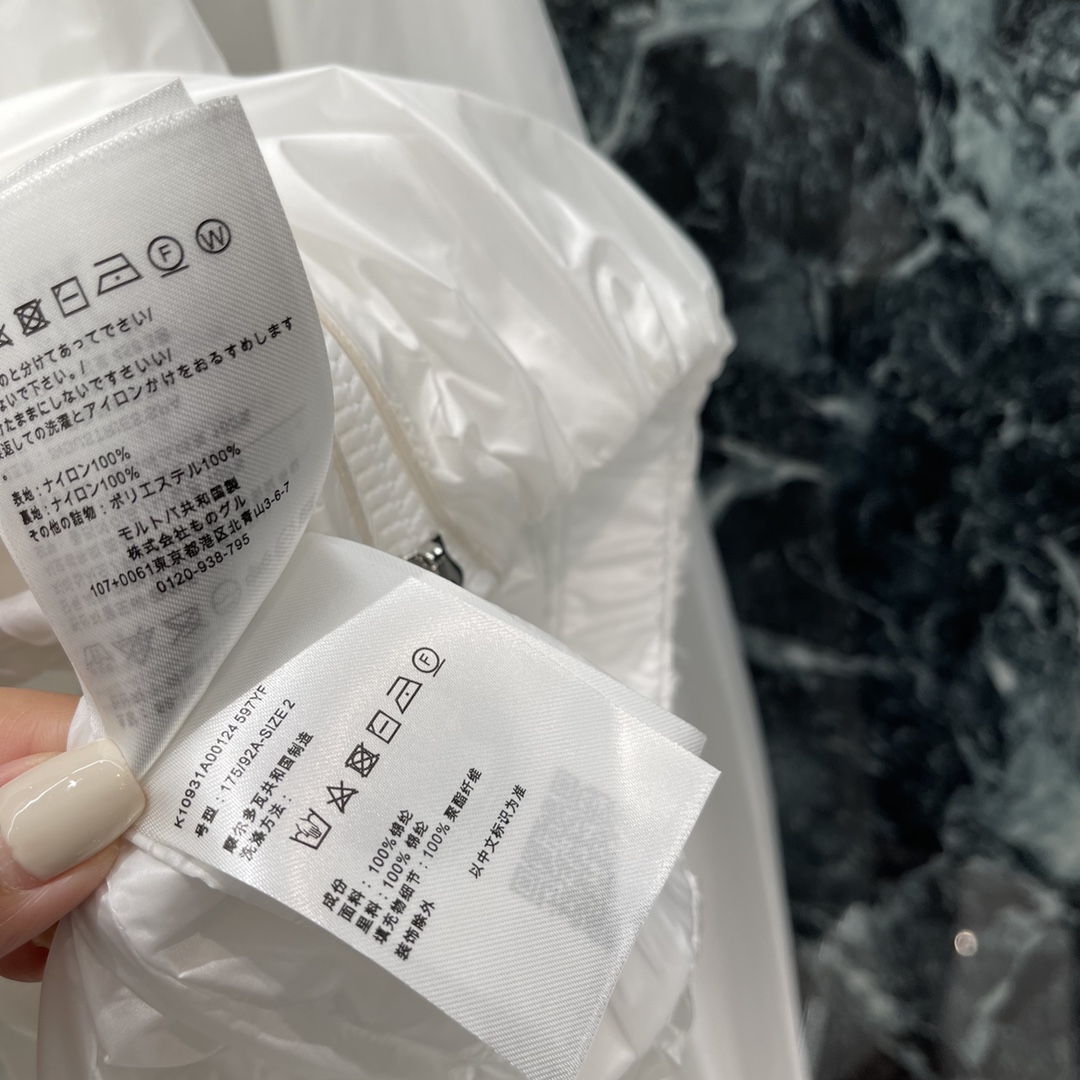 F
W
のと分けてあってでさい/
ないで下さい。/
けたままにしないですさいい/
返しての洗濯とアイロンかけをおるすめします
。
表地:ナイロン100%
裏地:ナイロン100%
その他の詰物:ポリエステル100%
モルトバ共和国製
株式会社ものグル
107+0061東京都港区北青山3-6-7
0120-938-795
K10931A00124 597YF
号型:175/92A-SIZE 2
摩尔多瓦共和国制造
洗涤方法:
F
成份
面料:100% 锦纶
里料:100% 锦纶
填充物细节:100% 聚酯纤维
装饰除外
以中文标识为准